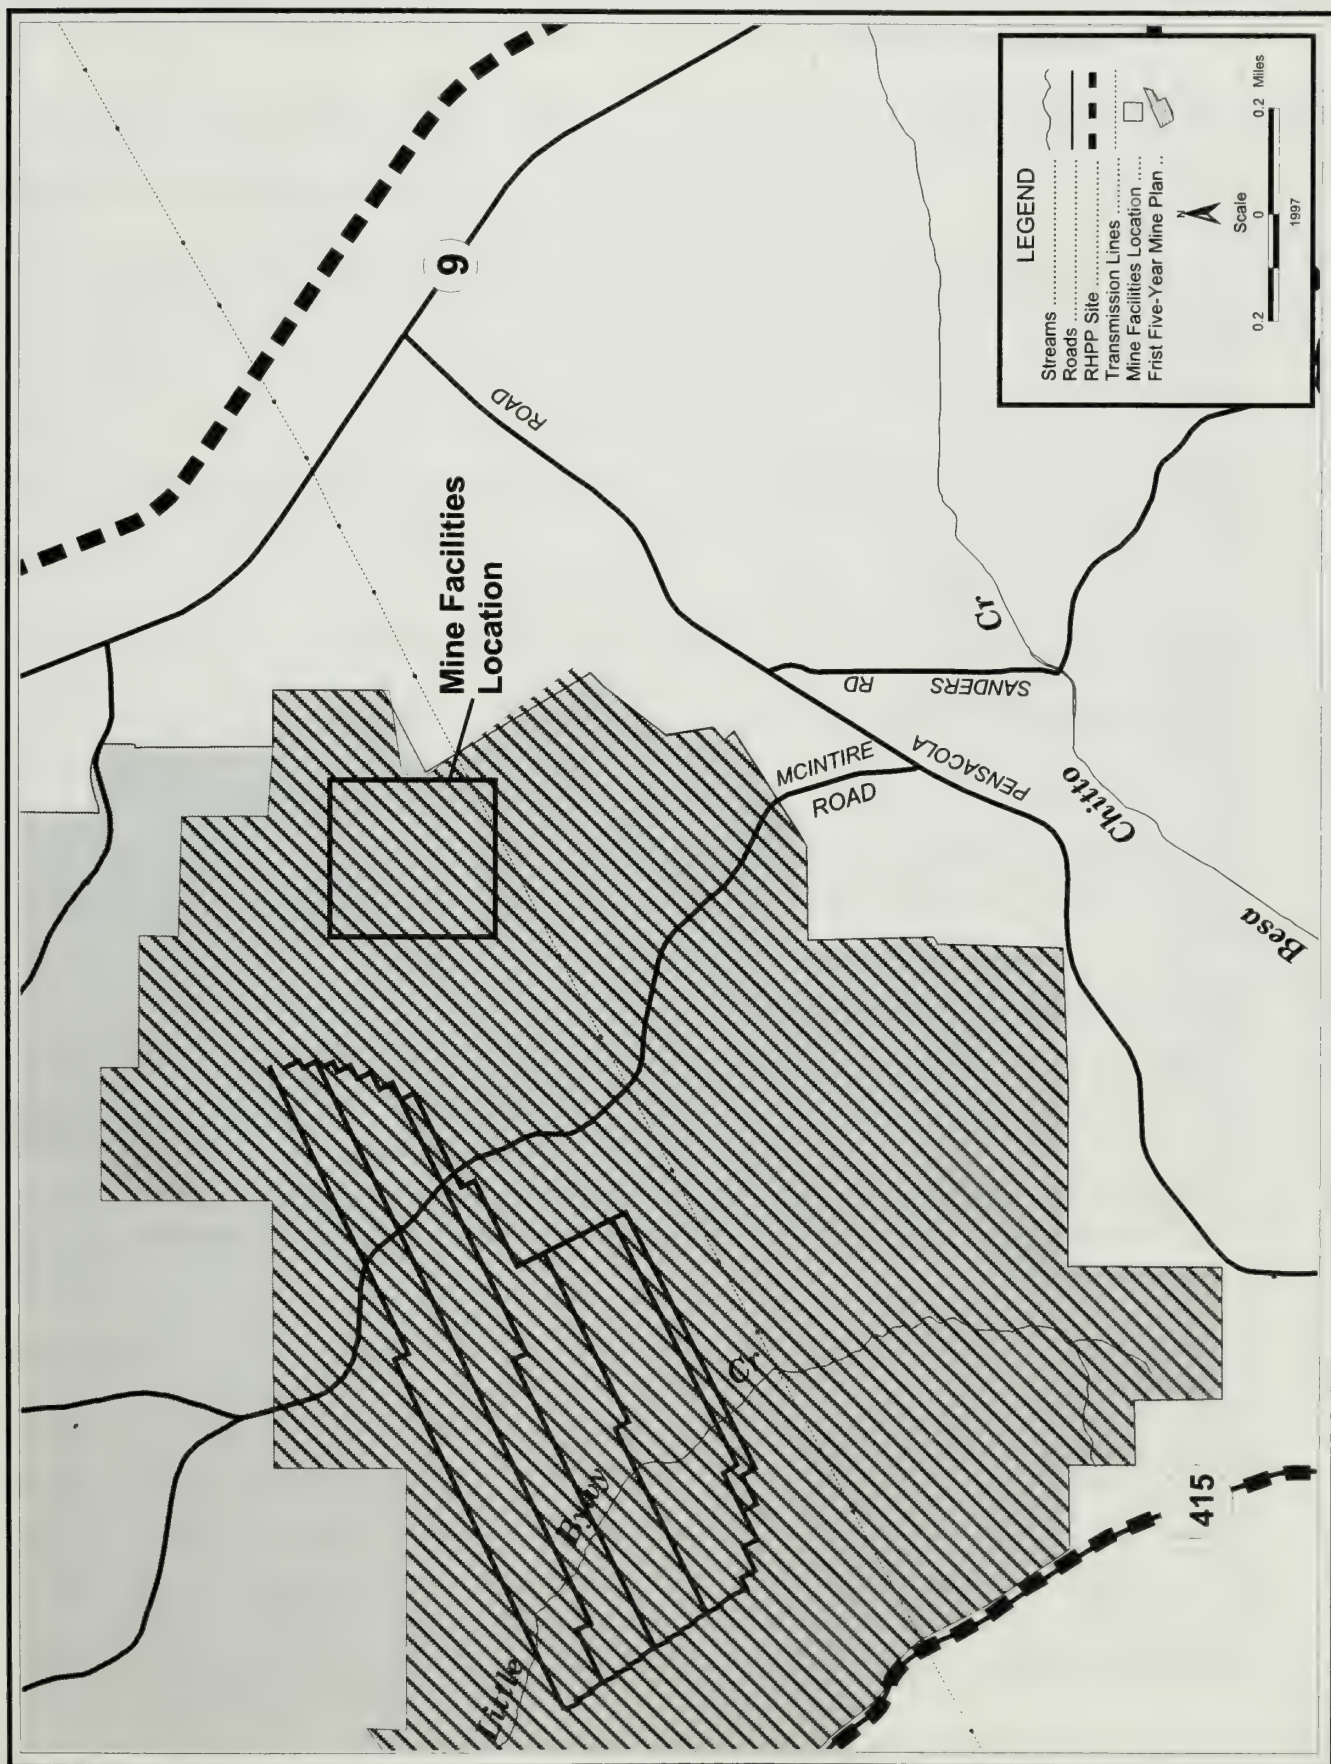 9
ROAD
Mine Facilities
Location
MCINTIRE
ROAD
PENSACOLA
SANDERS
RD
Cr
Chitto
Besa
Little
Bywy
Cr
415
LEGEND
Streams ....................
Roads ........................
RHPP Site ..................
Transmission Lines ..........
Mine Facilities Location .....
Frist Five-Year Mine Plan ..
N
Scale
0.2 0 0.2 Miles
1997